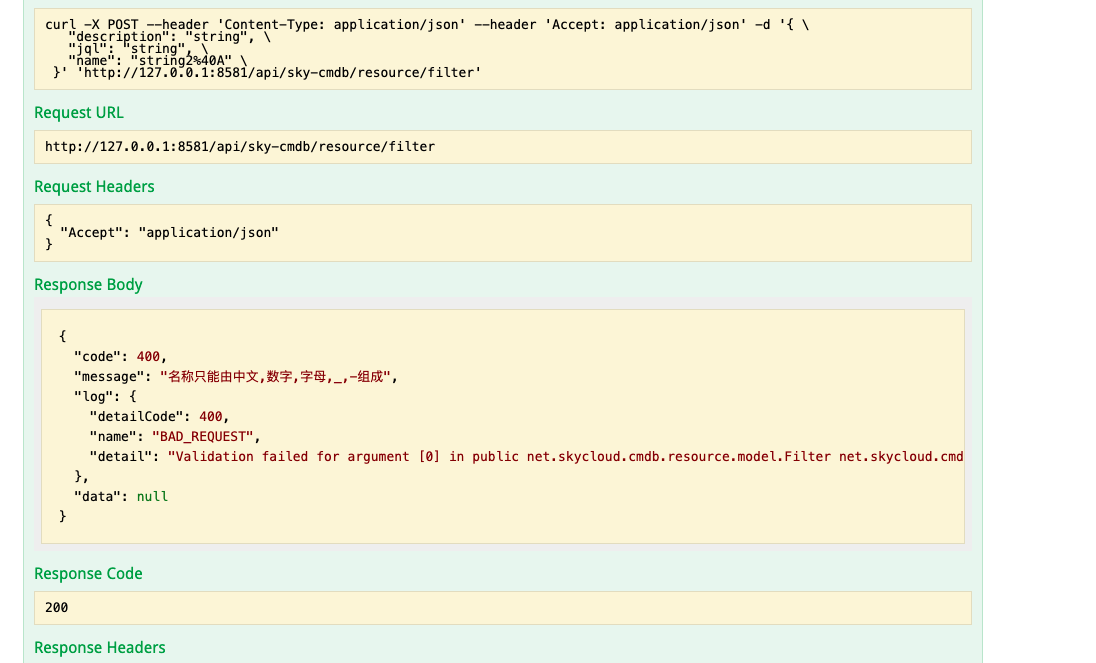 curl -X POST --header 'Content-Type: application/json' --header 'Accept: application/json' -d '{ \
"description": "string", \
"jql": "string", \
"name": "string2%40A" \
}' 'http://127.0.0.1:8581/api/sky-cmdb/resource/filter'
Request URL
http://127.0.0.1:8581/api/sky-cmdb/resource/filter
Request Headers
{
"Accept": "application/json"
}
Response Body
{
"code": 400,
"message": "名称只能由中文,数字,字母,_,-组成",
"log": {
"detailCode": 400,
"name": "BAD_REQUEST",
"detail": "Validation failed for argument [0] in public net.skycloud.cmdb.resource.model.Filter net.skycloud.cmd
},
"data": null
}
Response Code
200
Response Headers